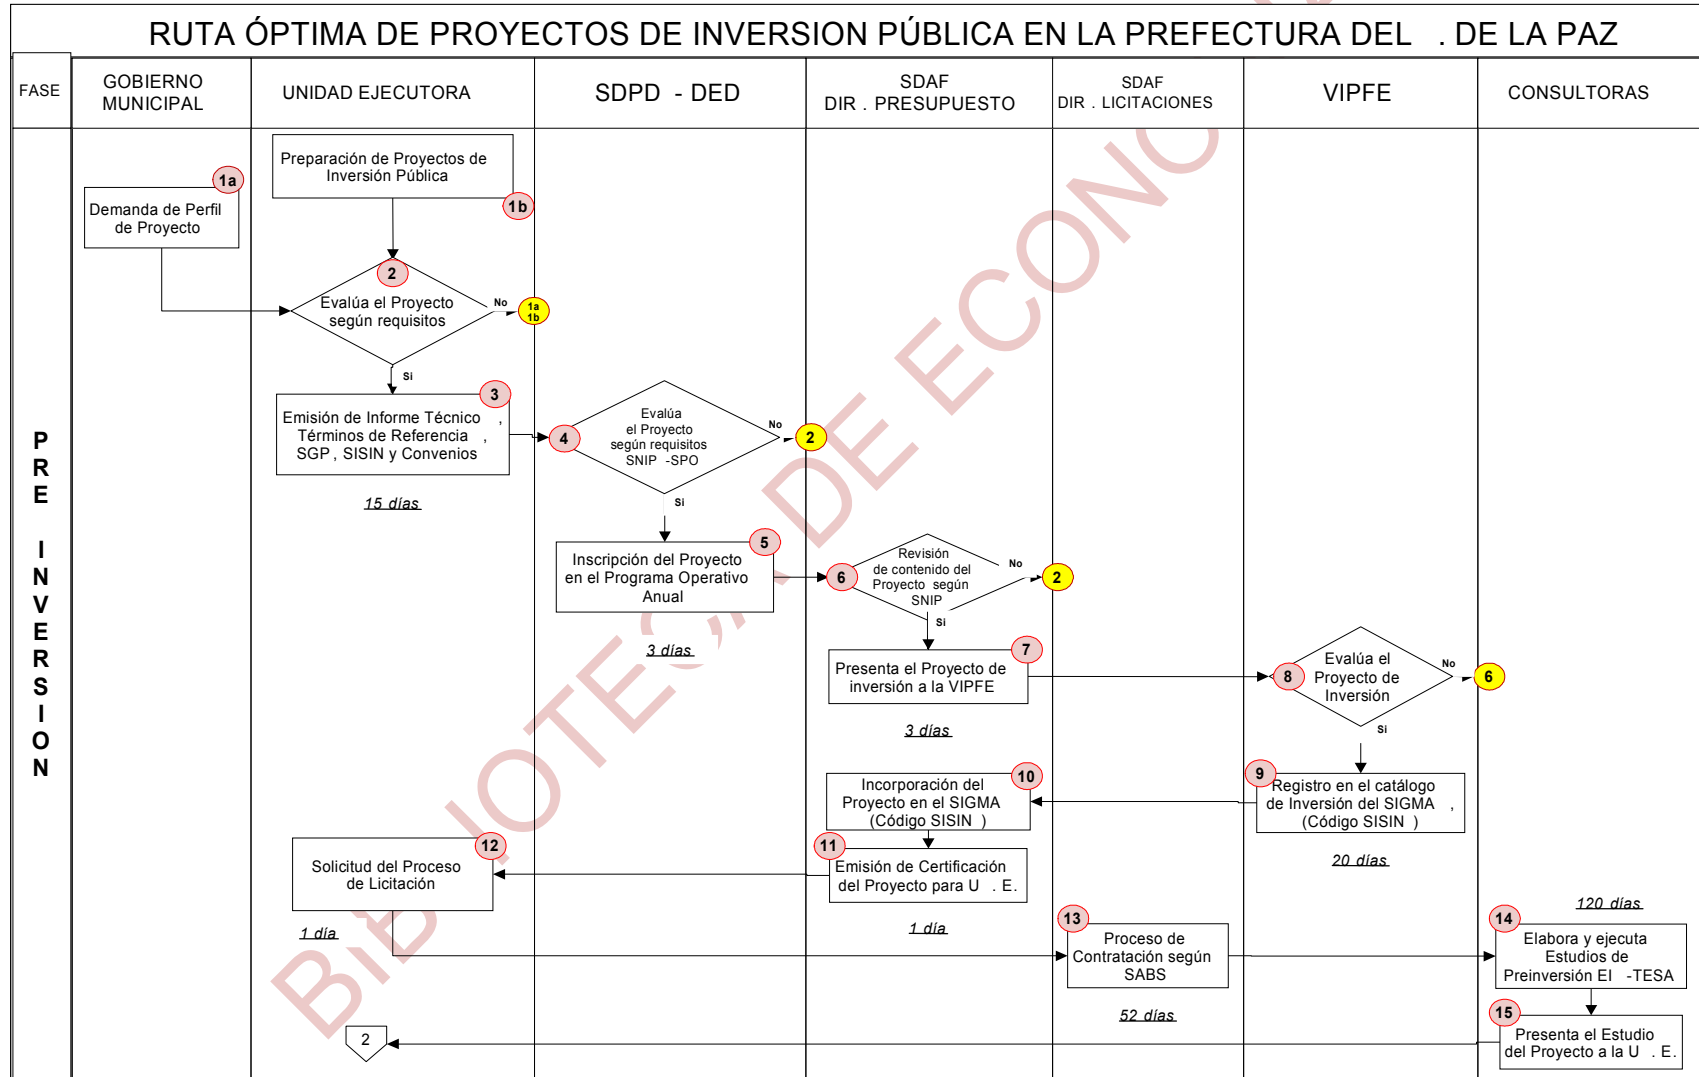 RUTA ÓPTIMA DE PROYECTOS DE INVERSION PÚBLICA EN LA PREFECTURA DEL . DE LA PAZ
FASE
GOBIERNO
MUNICIPAL
UNIDAD EJECUTORA
SDPD - DED
SDAF
DIR . PRESUPUESTO
SDAF
DIR . LICITACIONES
VIPFE
CONSULTORAS
PRE INVERSION
1a
Demanda de Perfil
de Proyecto
Preparación de Proyectos de
Inversión Pública
1b
2
Evalúa el Proyecto
según requisitos
No
1a
1b
Si
3
Emisión de Informe Técnico ,
Términos de Referencia ,
SGP , SISIN y Convenios
15 días
4
Evalúa
el Proyecto
según requisitos
SNIP -SPO
No
2
Si
5
Inscripción del Proyecto
en el Programa Operativo
Anual
3 días
6
Revisión
de contenido del
Proyecto según
SNIP
No
2
Si
7
Presenta el Proyecto de
inversión a la VIPFE
3 días
8
Evalúa el
Proyecto de
Inversión
No
6
Si
9
Registro en el catálogo
de Inversión del SIGMA ,
(Código SISIN )
20 días
10
Incorporación del
Proyecto en el SIGMA
(Código SISIN )
11
Emisión de Certificación
del Proyecto para U . E.
1 día
12
Solicitud del Proceso
de Licitación
1 día
13
Proceso de
Contratación según
SABS
52 días
120 días
14
Elabora y ejecuta
Estudios de
Preinversión EI -TESA
15
Presenta el Estudio
del Proyecto a la U . E.
2
BIBLIOTECA DE ECONO